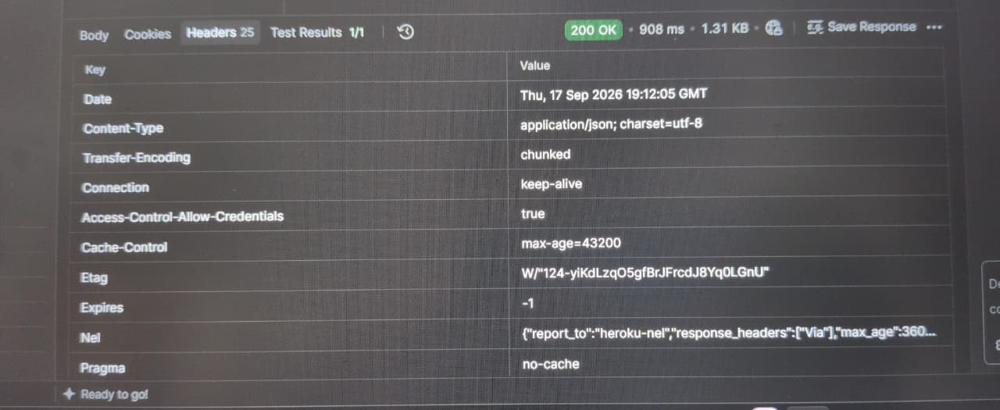 Body Cookies Headers 25 Test Results 1/1 200 OK • 908 ms • 1.31 KB • e.g. Save Response •••
Key Value
Date Thu, 17 Sep 2026 19:12:05 GMT
Content-Type application/json; charset=utf-8
Transfer-Encoding chunked
Connection keep-alive
Access-Control-Allow-Credentials true
Cache-Control max-age=43200
Etag W/"124-yiKdLzqO5gfBrJFrcdJ8Yq0LGnU"
Expires -1
Nel {"report_to":"heroku-nel","response_headers":["Via"],"max_age":360...
Pragma no-cache
Ready to go!